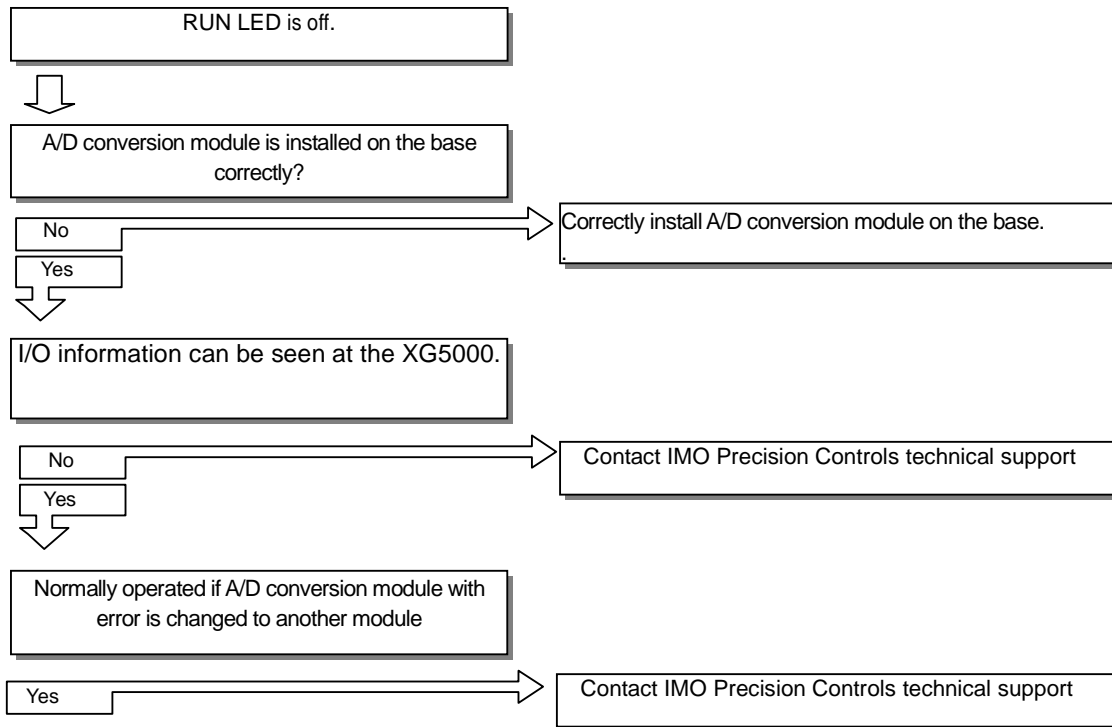 RUN LED is off.
A/D conversion module is installed on the base
correctly?
No
Correctly install A/D conversion module on the base.
.
Yes
I/O information can be seen at the XG5000.
No
Contact IMO Precision Controls technical support
Yes
Normally operated if A/D conversion module with
error is changed to another module
Yes
Contact IMO Precision Controls technical support